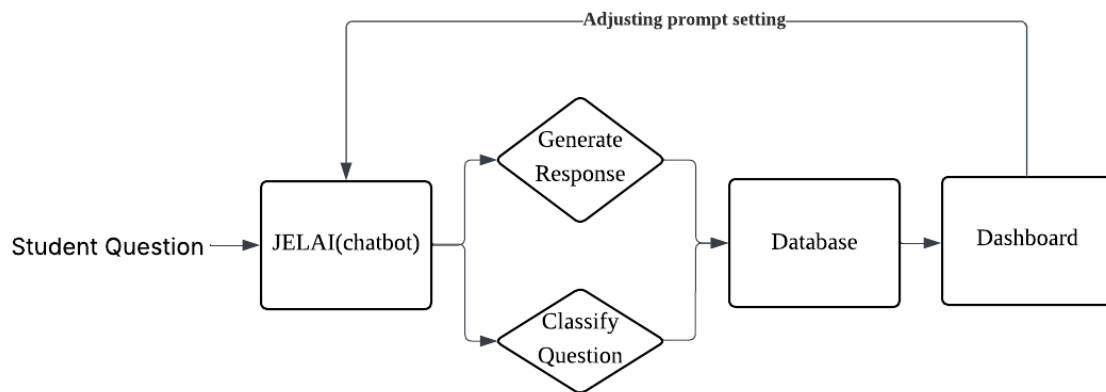 Adjusting prompt setting
Student Question
JELAI(chatbot)
Generate
Response
Classify
Question
Database
Dashboard